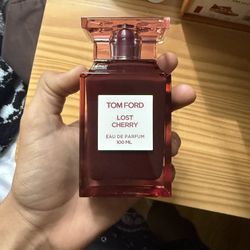 TOM FORD
LOST
CHERRY
EAU DE PARFUM
100 ML